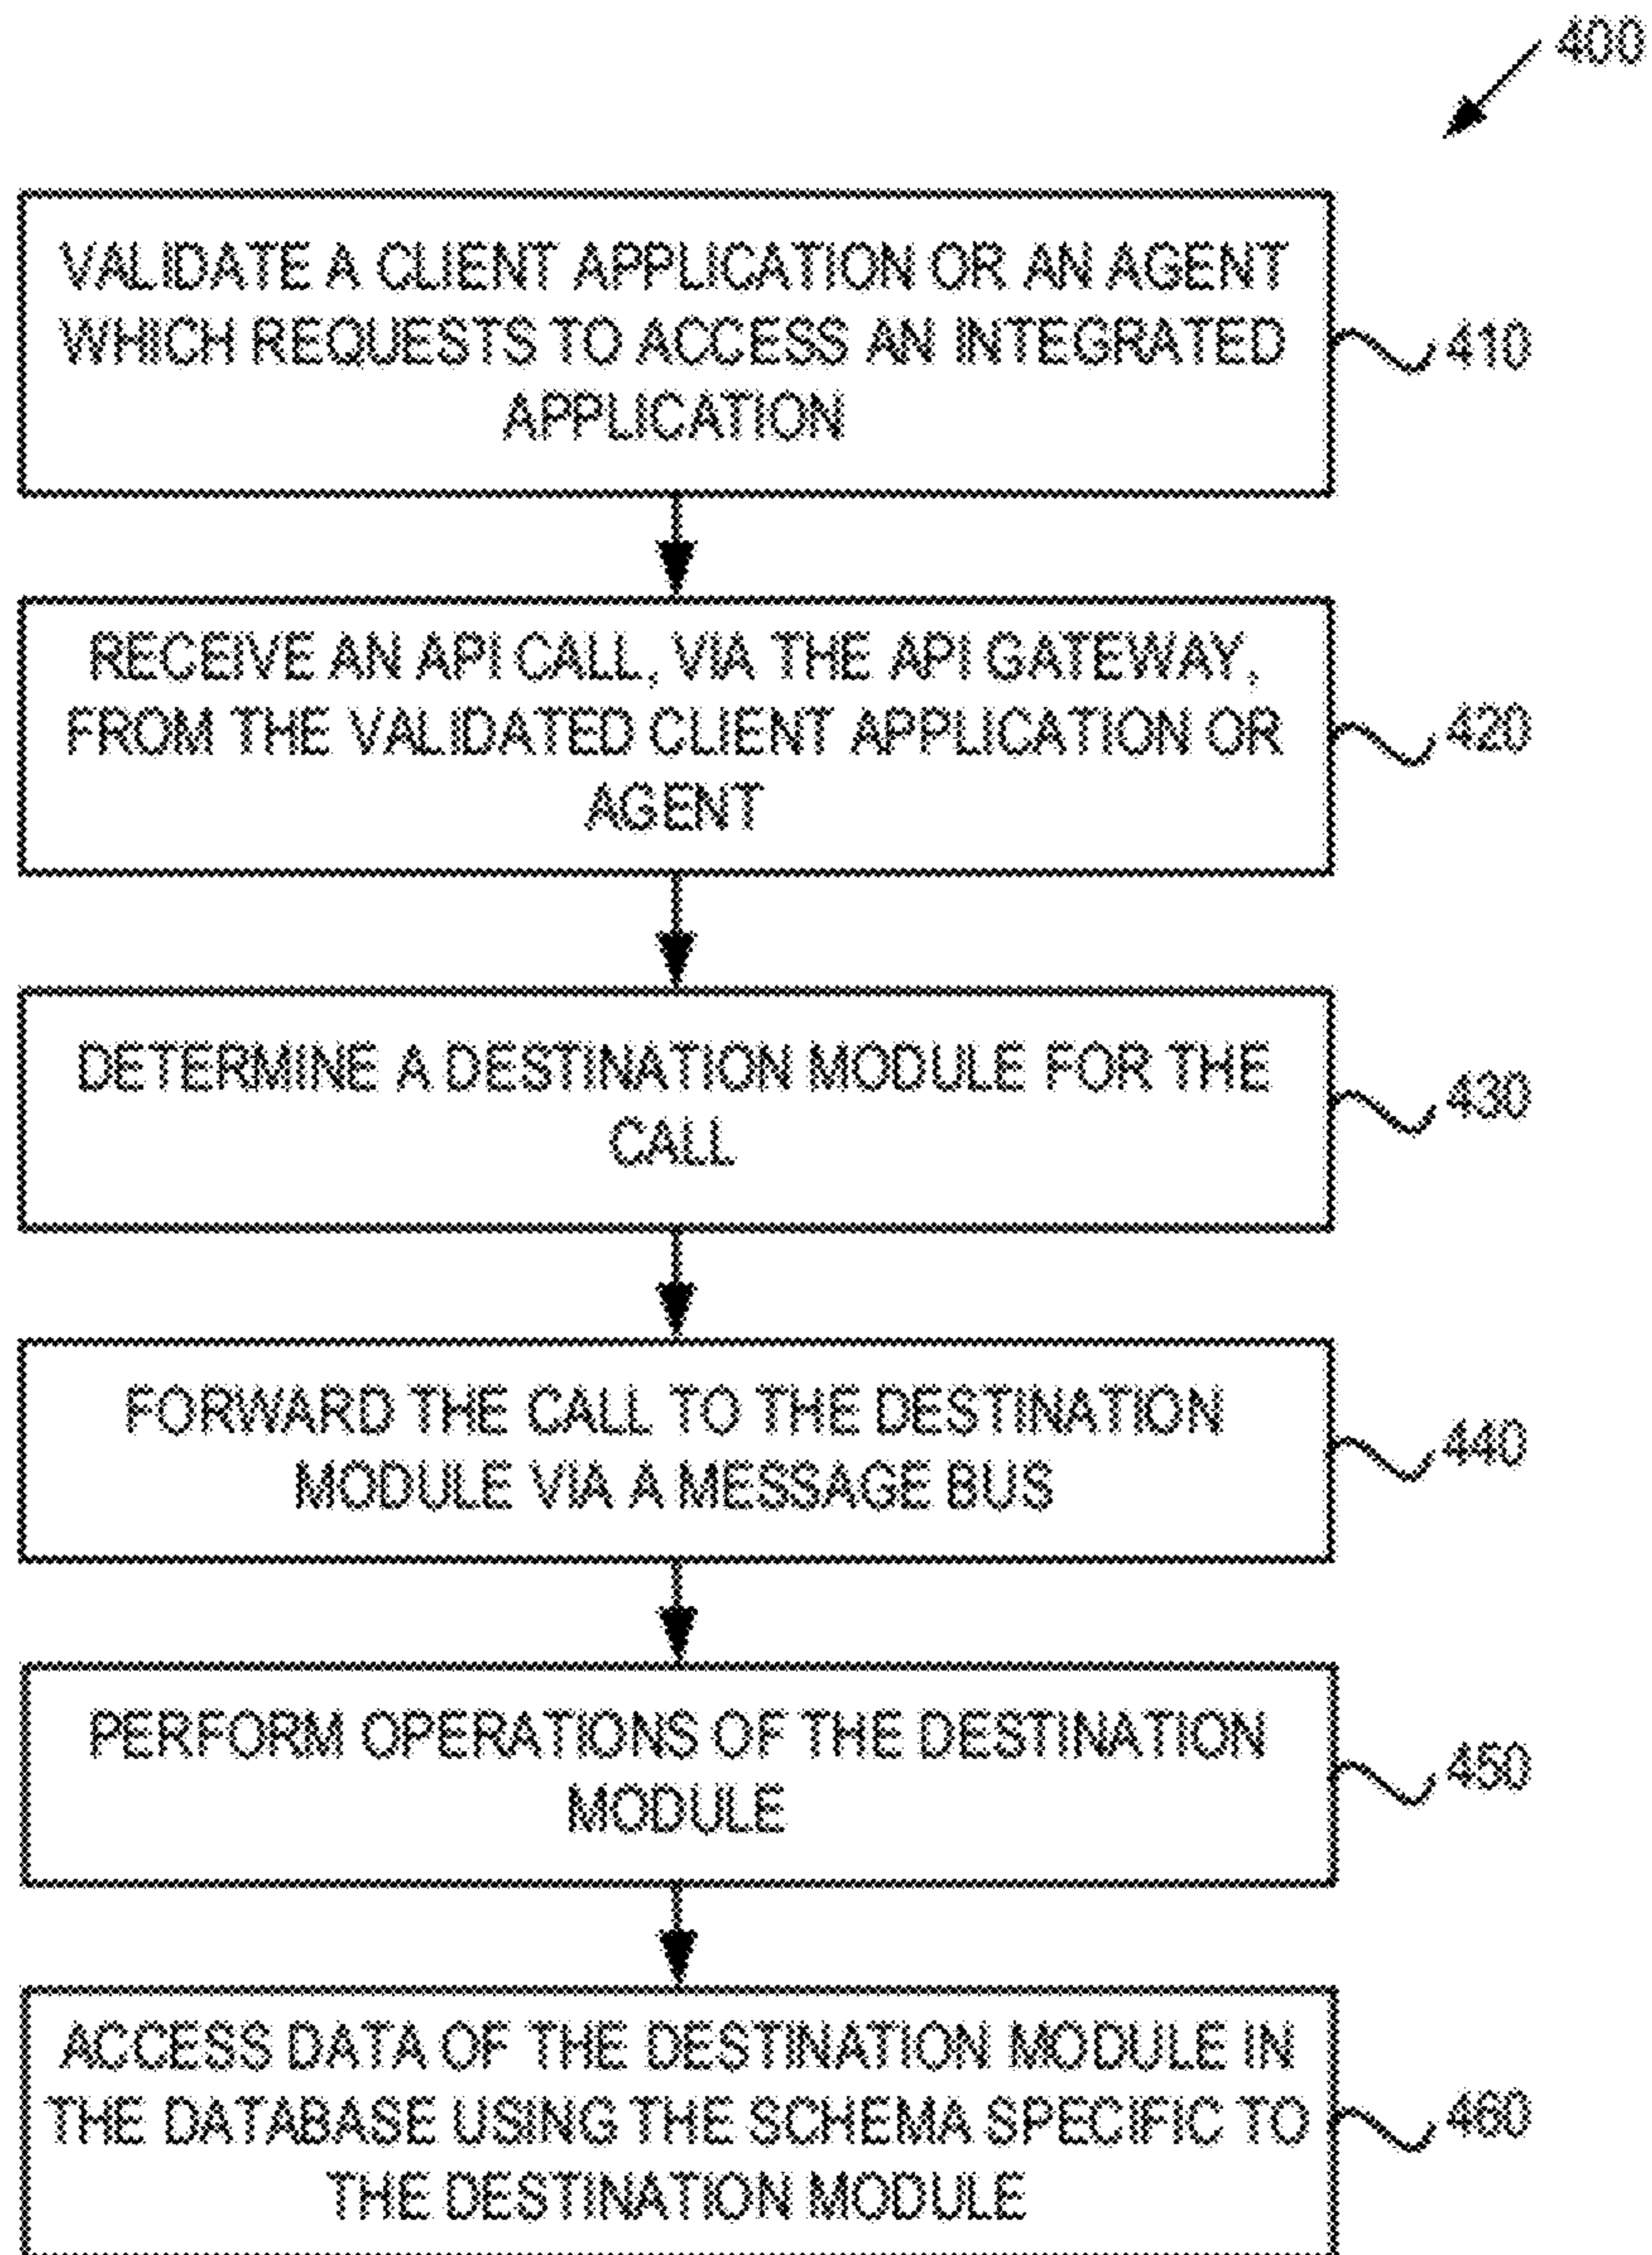 400
VALIDATE A CLIENT APPLICATION OR AN AGENT
WHICH REQUESTS TO ACCESS AN INTEGRATED
APPLICATION
410
RECEIVE AN API CALL, VIA THE API GATEWAY,
FROM THE VALIDATED CLIENT APPLICATION OR
AGENT
420
DETERMINE A DESTINATION MODULE FOR THE
CALL
430
FORWARD THE CALL TO THE DESTINATION
MODULE VIA A MESSAGE BUS
440
PERFORM OPERATIONS OF THE DESTINATION
MODULE
450
ACCESS DATA OF THE DESTINATION MODULE IN
THE DATABASE USING THE SCHEMA SPECIFIC TO
THE DESTINATION MODULE
460